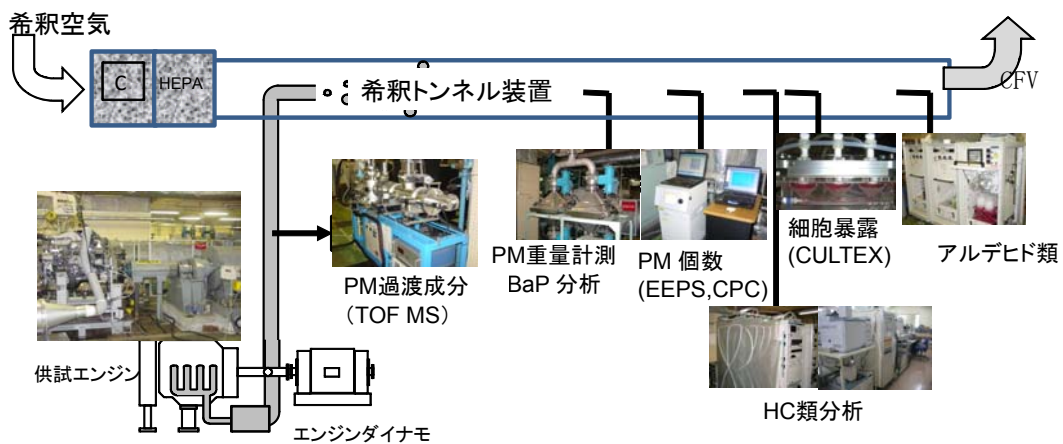 希釈空気
C
HEPA
希釈トンネル装置
CFV
PM過渡成分
（TOF MS）
PM重量計測
BaP 分析
PM 個数
(EEPS,CPC)
細胞暴露
(CULTEX)
アルデヒド類
HC類分析
供試エンジン
エンジンダイナモ